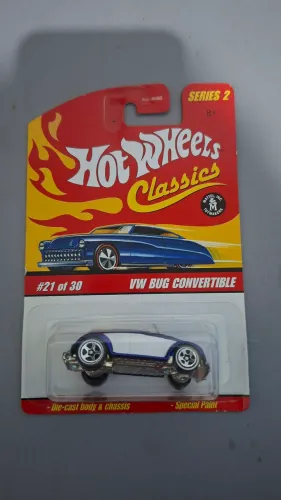 SERIES 2
Hot Wheels
Classics
#21 of 30
VW BUG CONVERTIBLE
- Die-cast body & chassis
- Special Paint